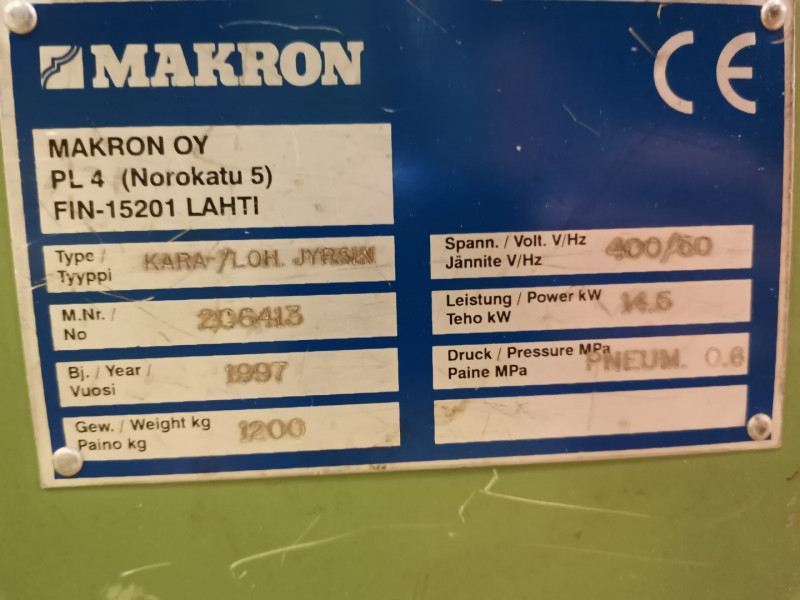 MAKRON
CE
MAKRON OY
PL 4 (Norokatu 5)
FIN-15201 LAHTI
Type / KARA-/LOH. JYRSIN
Tyyppi
M.Nr. / 206413
No
Bj. / Year / 1997
Vuosi
Gew. / Weight kg 1200
Paino kg
Spann. / Volt. V/Hz 400/50
Jännite V/Hz
Leistung / Power kW 14.5
Teho kW
Druck / Pressure MPa PNEUM. 0.6
Paine MPa